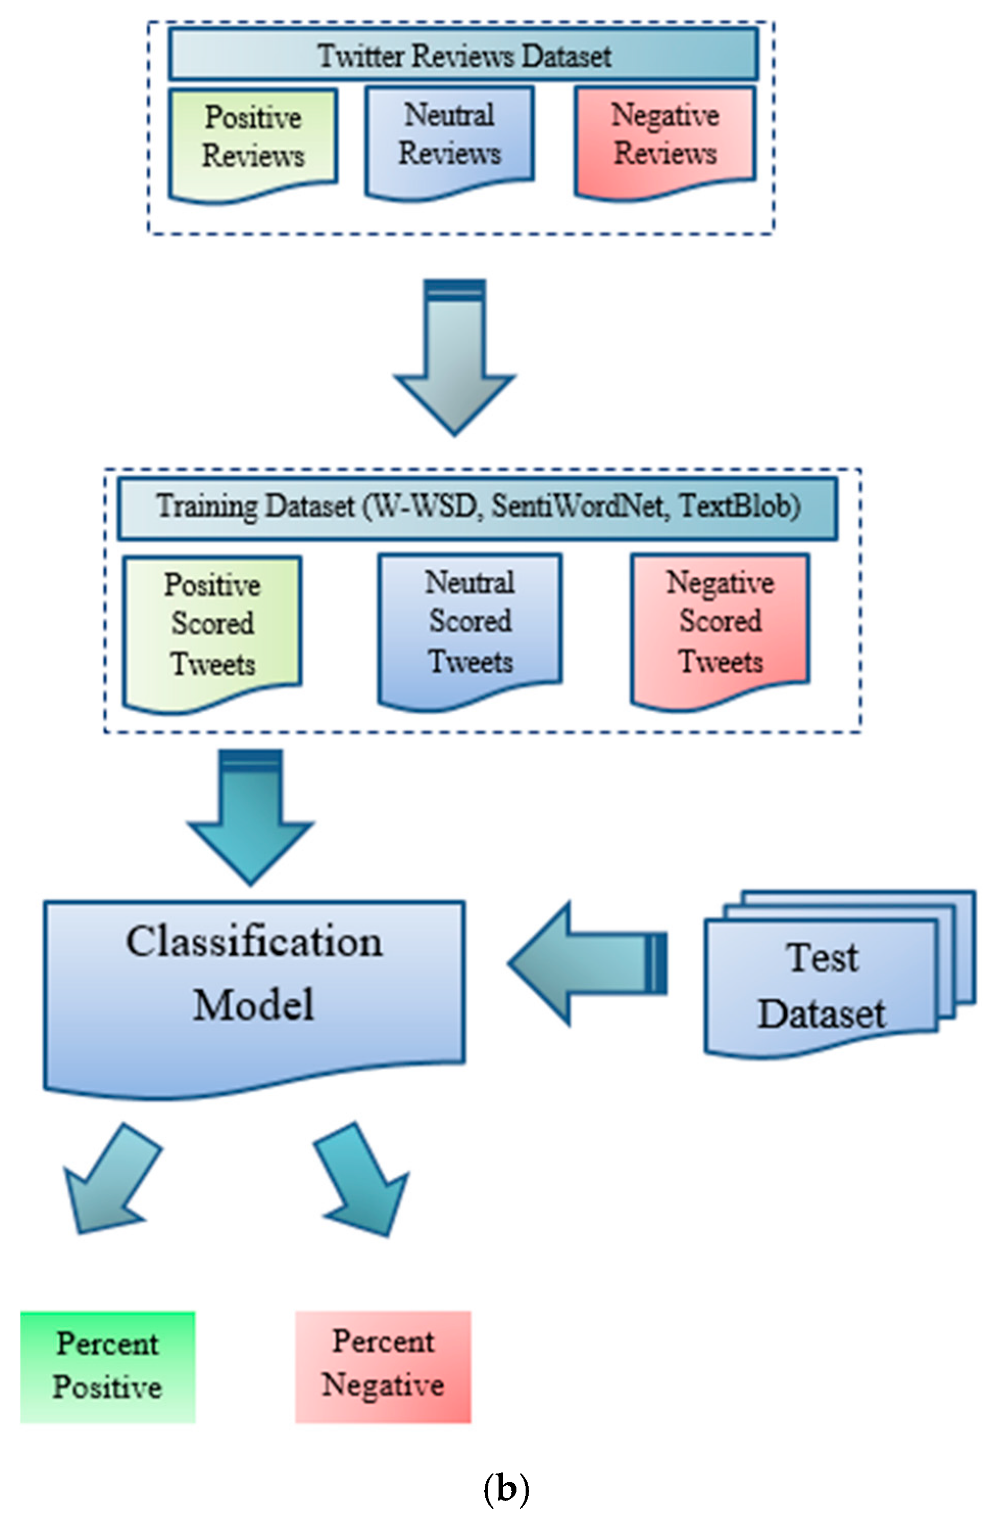 Twitter Reviews Dataset
Positive
Reviews
Neutral
Reviews
Negative
Reviews
Training Dataset (W-WSD, SentiWordNet, TextBlob)
Positive
Scored
Tweets
Neutral
Scored
Tweets
Negative
Scored
Tweets
Classification
Model
Test
Dataset
Percent
Positive
Percent
Negative
(b)